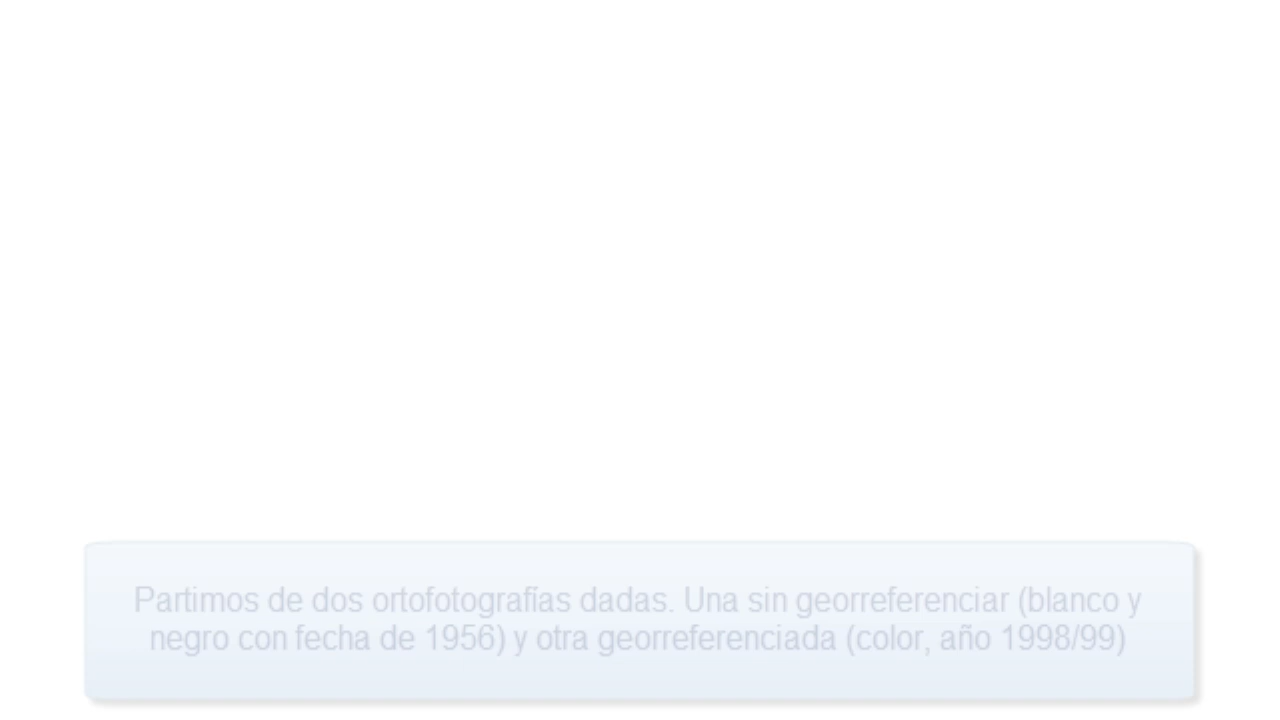 Partimos de dos ortofotografías dadas. Una sin georreferenciar (blanco y
negro con fecha de 1956) y otra georreferenciada (color, año 1998/99)